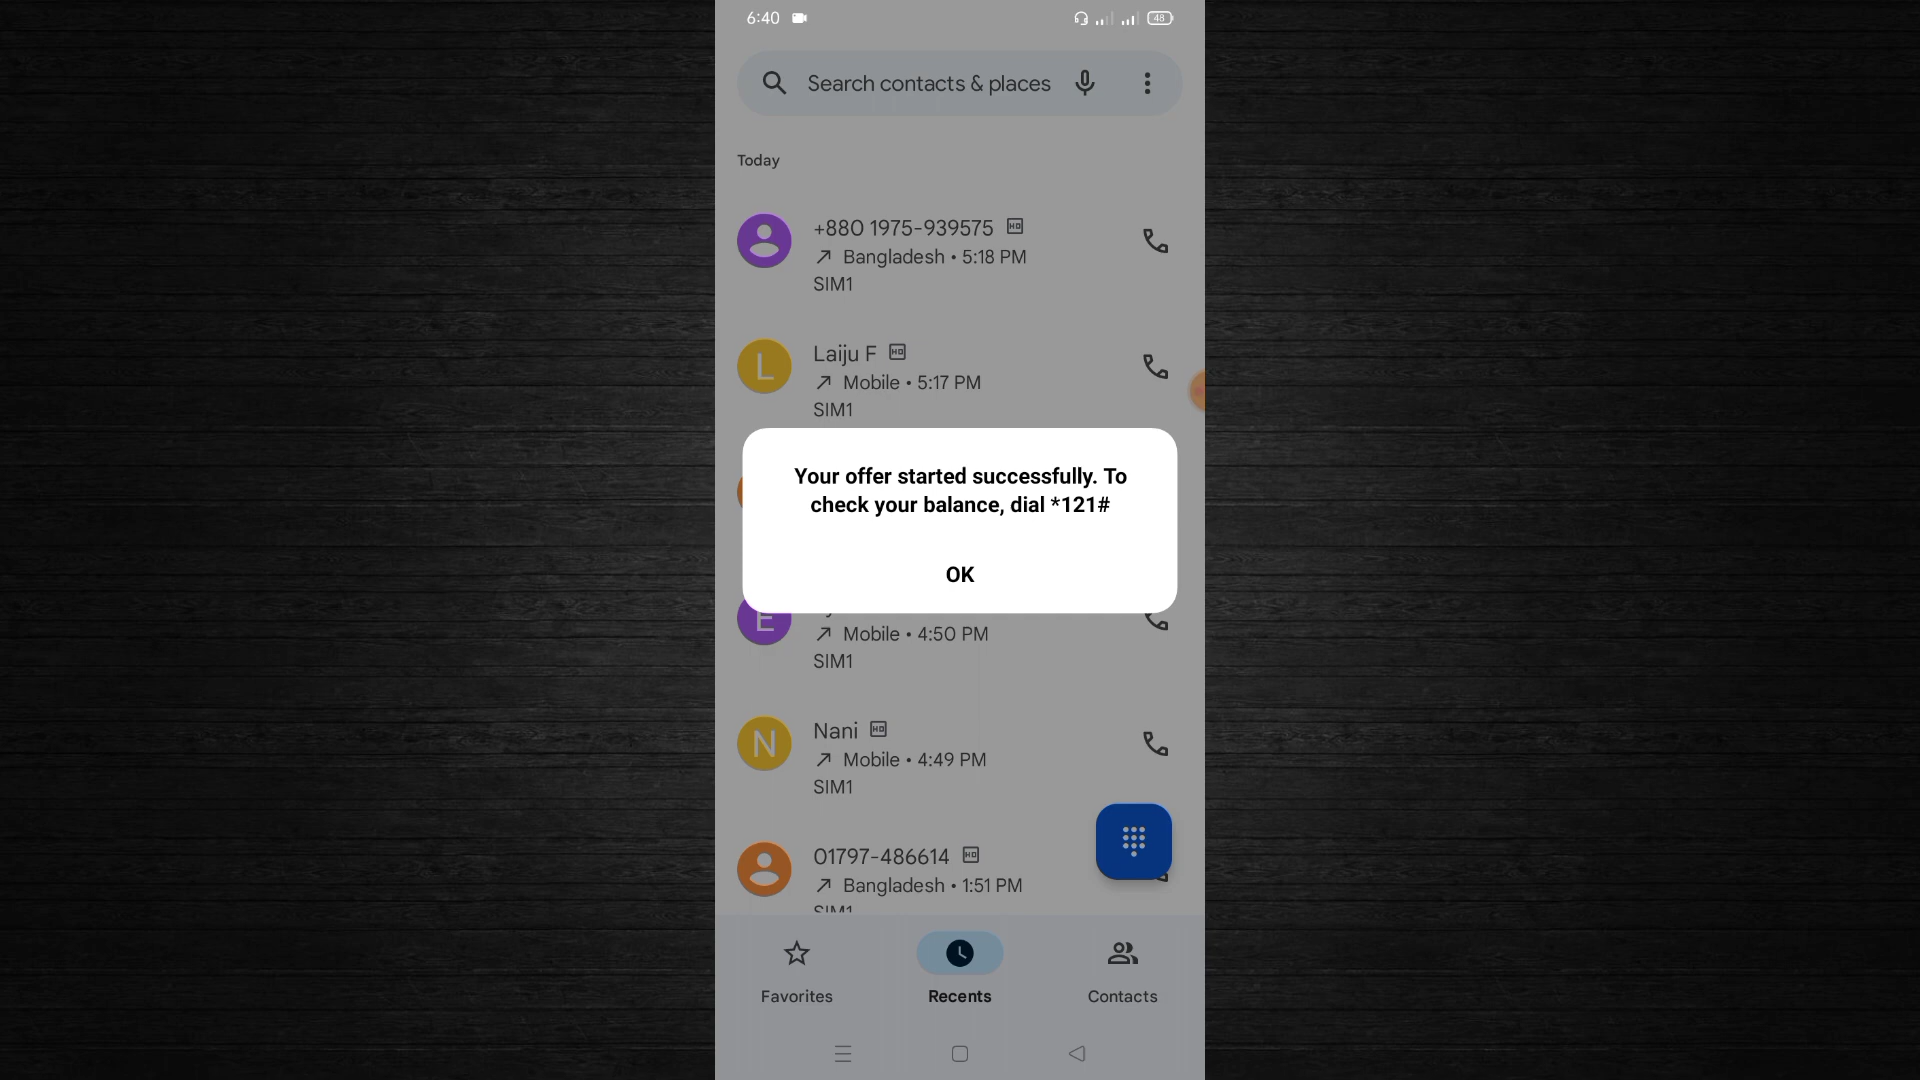 6:40
48
Search contacts & places
Today
+880 1975-939575
Bangladesh • 5:18 PM
SIM1
L
Laiju F
Mobile • 5:17 PM
SIM1
Your offer started successfully. To
check your balance, dial *121#
OK
E
Mobile • 4:50 PM
SIM1
N
Nani
Mobile • 4:49 PM
SIM1
01797-486614
Bangladesh • 1:51 PM
SIM1
Favorites
Recents
Contacts